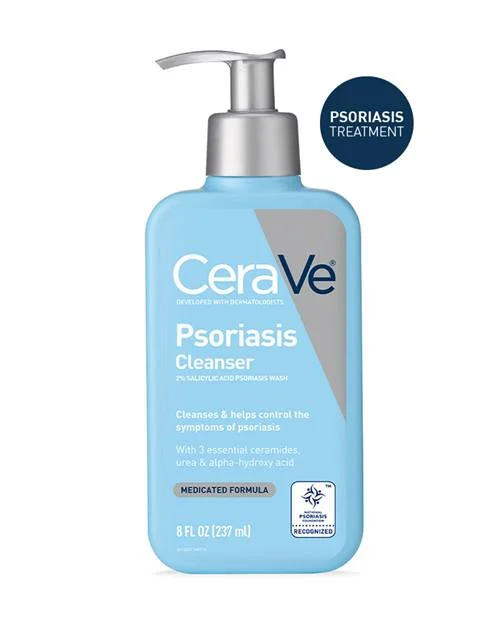 PSORIASIS
TREATMENT
CeraVe®
DEVELOPED WITH DERMATOLOGISTS
Psoriasis
Cleanser
2% SALICYLIC ACID PSORIASIS WASH
Cleanses & helps control the
symptoms of psoriasis
With 3 essential ceramides,
urea & alpha-hydroxy acid
MEDICATED FORMULA
TM
NATIONAL
PSORIASIS
FOUNDATION
RECOGNIZED
8 FL OZ (237 ml)